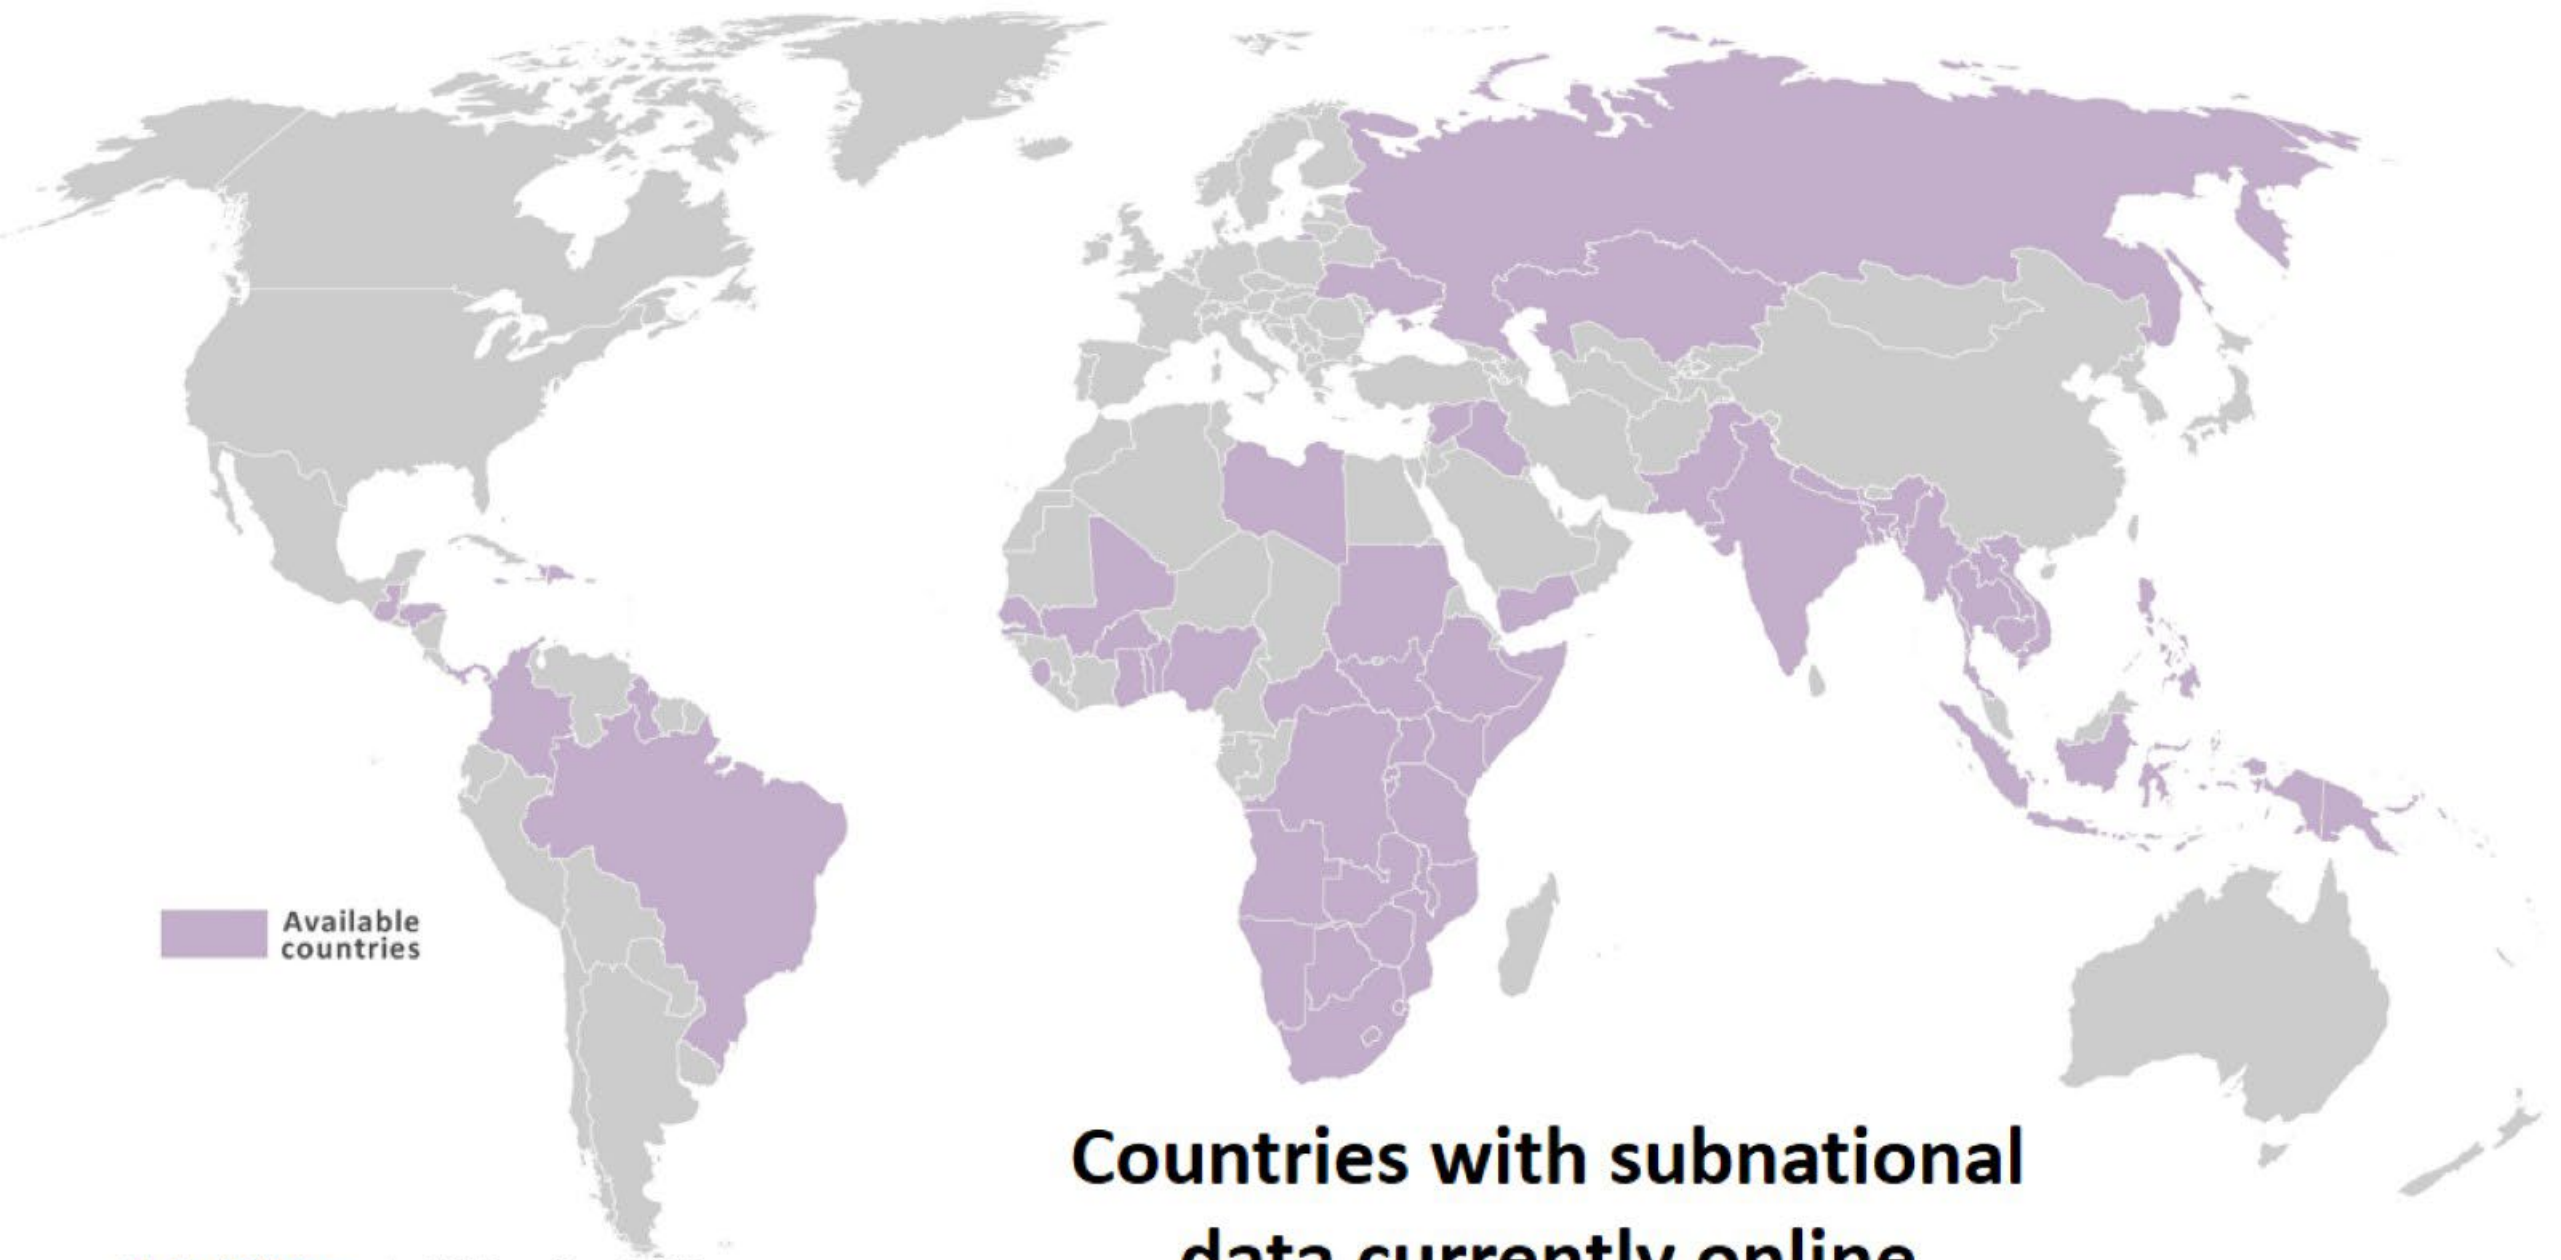 Available
countries
Countries with subnational
data currently online